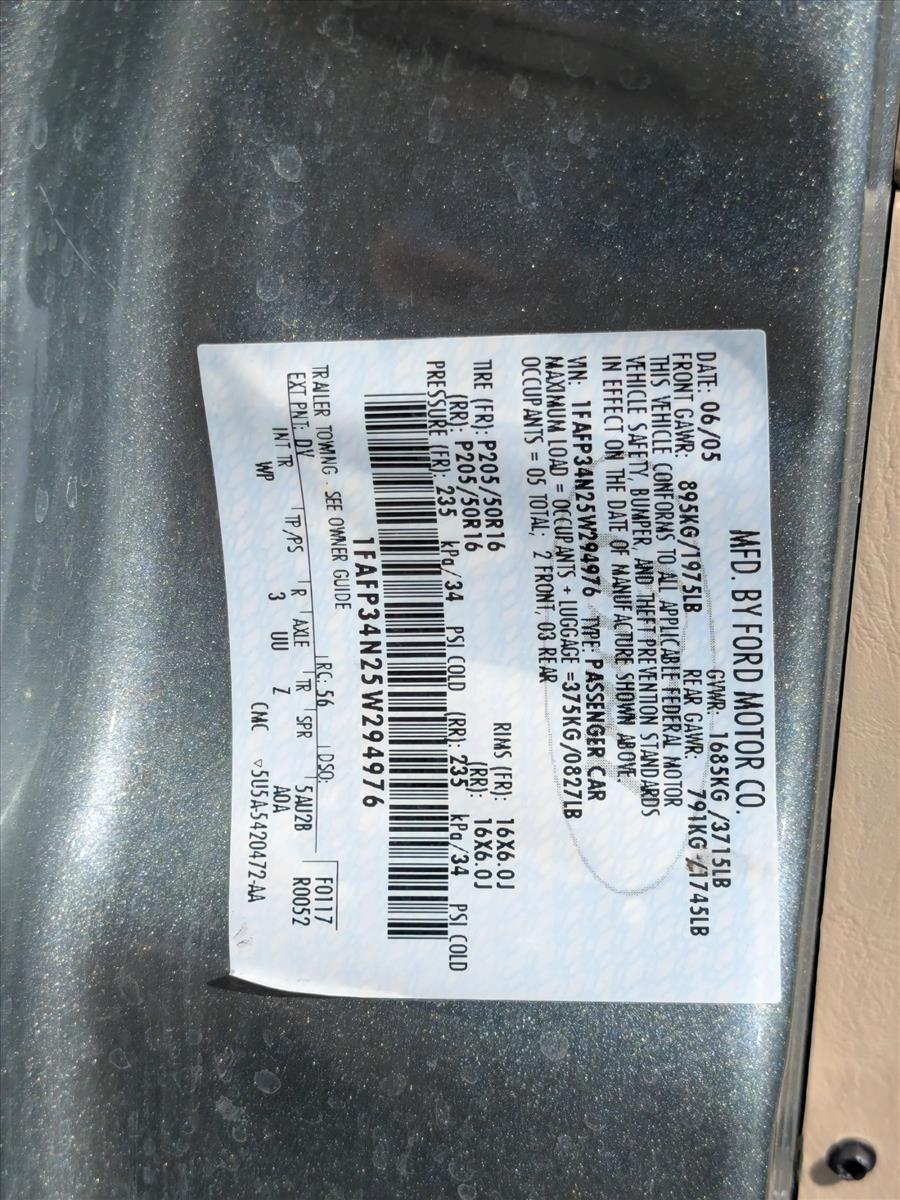 MFD. BY FORD MOTOR CO.
DATE: 06/05 GVWR: 1685KG/3715LB
FRONT GAWR: 895KG/1975LB REAR GAWR: 791KG/1745LB
THIS VEHICLE CONFORMS TO ALL APPLICABLE FEDERAL MOTOR
VEHICLE SAFETY, BUMPER, AND THEFT PREVENTION STANDARDS
IN EFFECT ON THE DATE OF MANUFACTURE SHOWN ABOVE
VIN: 1FAFP34N25W294976 TYPE: PASSENGER CAR
MAXIMUM LOAD = OCCUPANTS + LUGGAGE =375KG/0827LB
OCCUPANTS = 05 TOTAL; 2 FRONT, 03 REAR
TIRE (FR): P205/50R16 RIMS (FR): 16X6.0J
(RR): P205/50R16 (RR): 16X6.0J
PRESSURE (FR): 235 kPa/34 PSI COLD (RR): 235 kPa/34 PSI COLD
1FAFP34N25W294976
TRAILER TOWING - SEE OWNER GUIDE
EXT PNT: DV RC: 56 DSO: F0117
INT TR TP/PS R AXLE TR SPR 5AU2B R0052
WP 3 UU Z CNC A0A
▽5U5A-5420472-AA